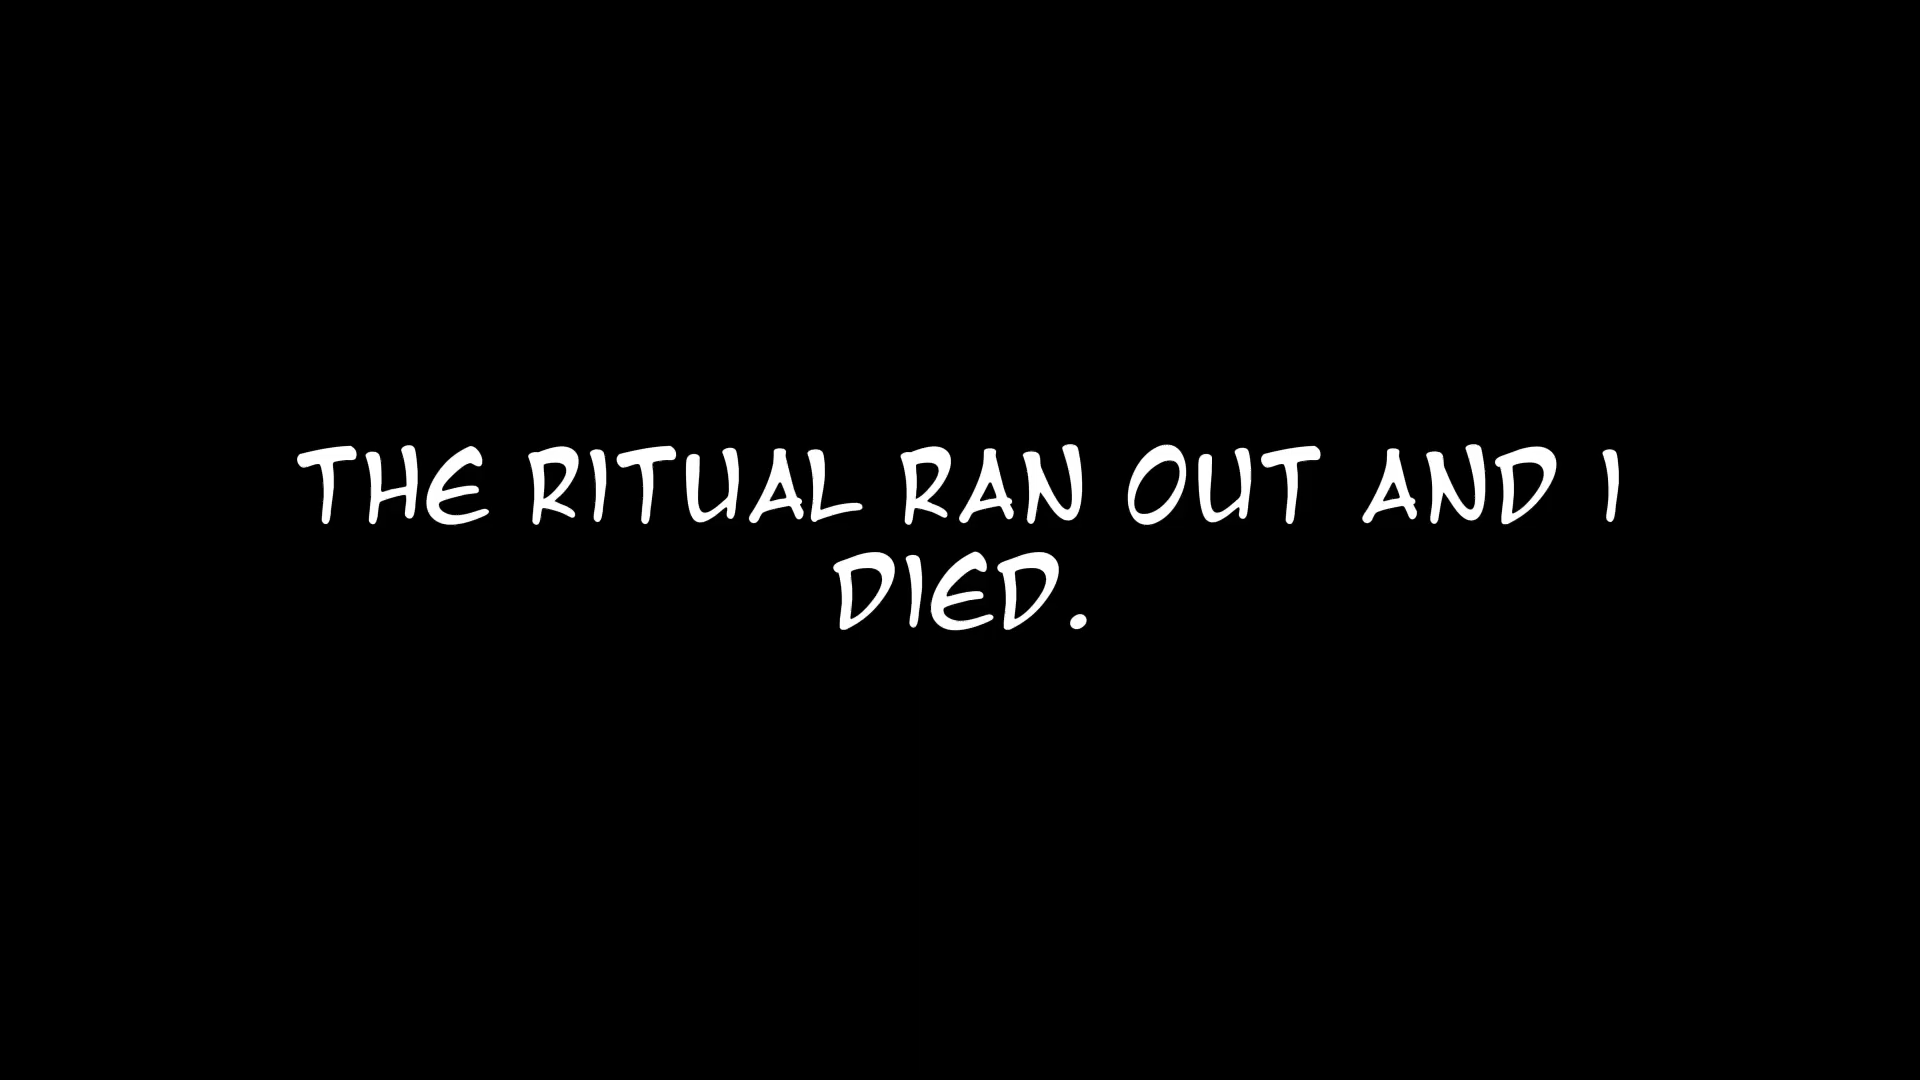 THE RITUAL RAN OUT AND I
DIED.